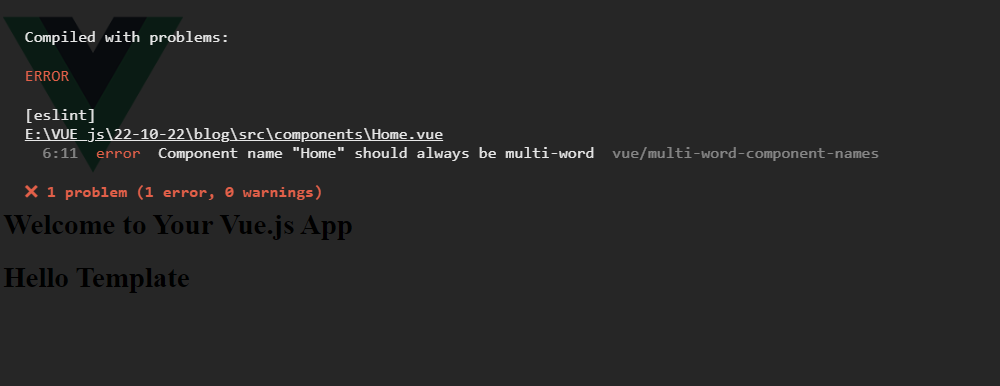 Compiled with problems:
ERROR
[eslint]
E:\VUE js\22-10-22\blog\src\components\Home.vue
6:11 error Component name "Home" should always be multi-word vue/multi-word-component-names
❌ 1 problem (1 error, 0 warnings)
Welcome to Your Vue.js App
Hello Template